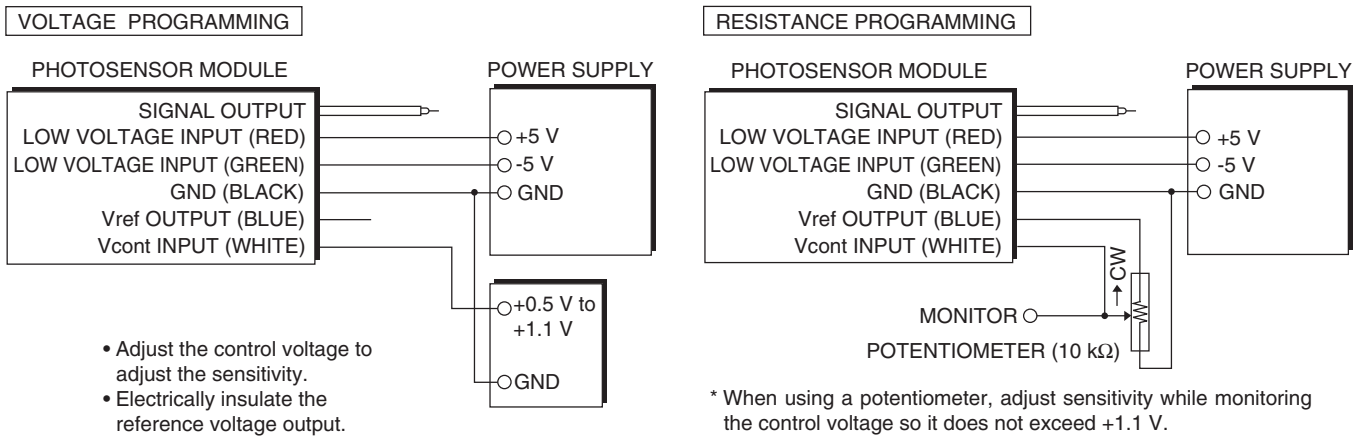 VOLTAGE PROGRAMMING
PHOTOSENSOR MODULE
POWER SUPPLY
SIGNAL OUTPUT
LOW VOLTAGE INPUT (RED)
LOW VOLTAGE INPUT (GREEN)
GND (BLACK)
Vref OUTPUT (BLUE)
Vcont INPUT (WHITE)
+5 V
-5 V
GND
+0.5 V to
+1.1 V
GND
• Adjust the control voltage to
adjust the sensitivity.
• Electrically insulate the
reference voltage output.
RESISTANCE PROGRAMMING
PHOTOSENSOR MODULE
POWER SUPPLY
SIGNAL OUTPUT
LOW VOLTAGE INPUT (RED)
LOW VOLTAGE INPUT (GREEN)
GND (BLACK)
Vref OUTPUT (BLUE)
Vcont INPUT (WHITE)
+5 V
-5 V
GND
CW
MONITOR
POTENTIOMETER (10 kΩ)
* When using a potentiometer, adjust sensitivity while monitoring
the control voltage so it does not exceed +1.1 V.